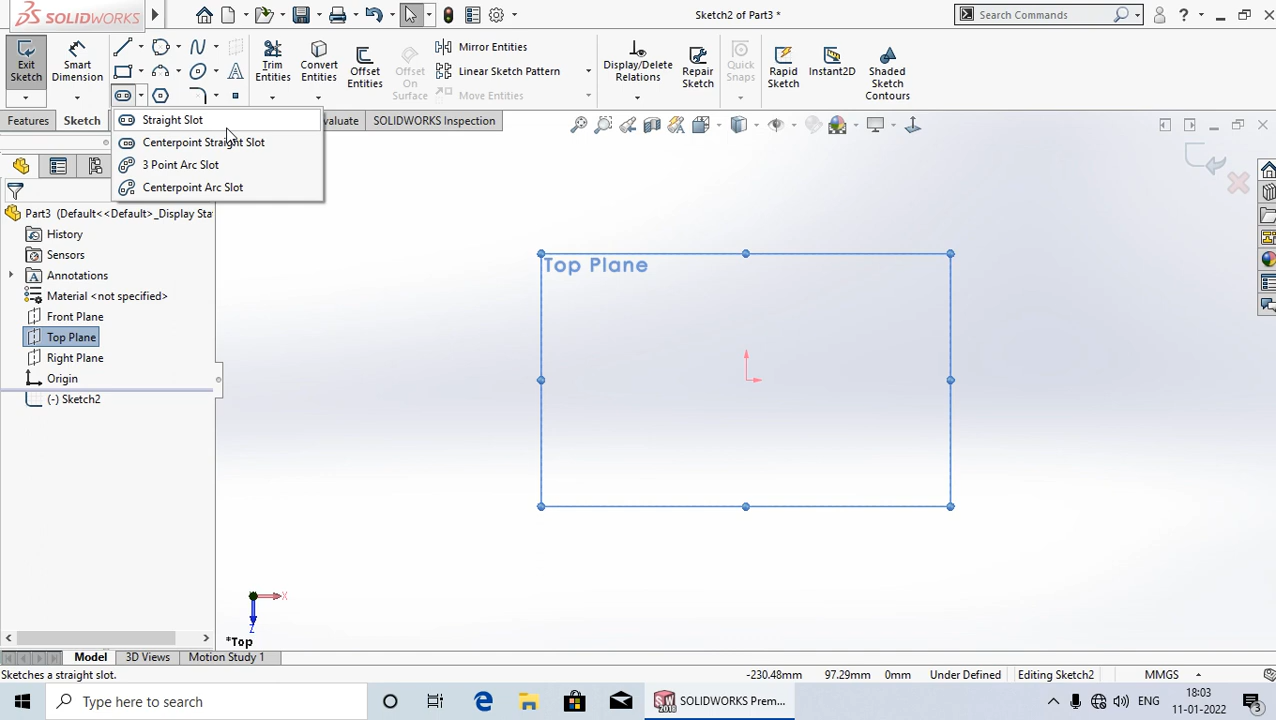 SOLIDWORKS
Sketch2 of Part3 *
Search Commands
?
Exit Sketch
Smart Dimension
Trim Entities
Convert Entities
Offset Entities
Offset On Surface
Mirror Entities
Linear Sketch Pattern
Move Entities
Display/Delete Relations
Repair Sketch
Quick Snaps
Rapid Sketch
Instant2D
Shaded Sketch Contours
Features
Sketch
valuate
SOLIDWORKS Inspection
Straight Slot
Centerpoint Straight Slot
3 Point Arc Slot
Centerpoint Arc Slot
Part3 (Default<<Default>_Display Sta
History
Sensors
Annotations
Material <not specified>
Front Plane
Top Plane
Right Plane
Origin
(-) Sketch2
Top Plane
X
Z
*Top
Model
3D Views
Motion Study 1
Sketches a straight slot.
-230.48mm
97.29mm
0mm
Under Defined
Editing Sketch2
MMGS
Type here to search
SOLIDWORKS Prem...
ENG
18:03
11-01-2022
3